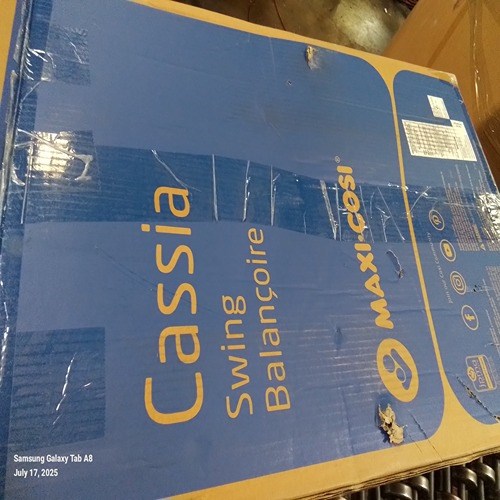 Cassia
Swing
Balançoire
MAXI-COSI®
Samsung Galaxy Tab A8
July 17, 2025